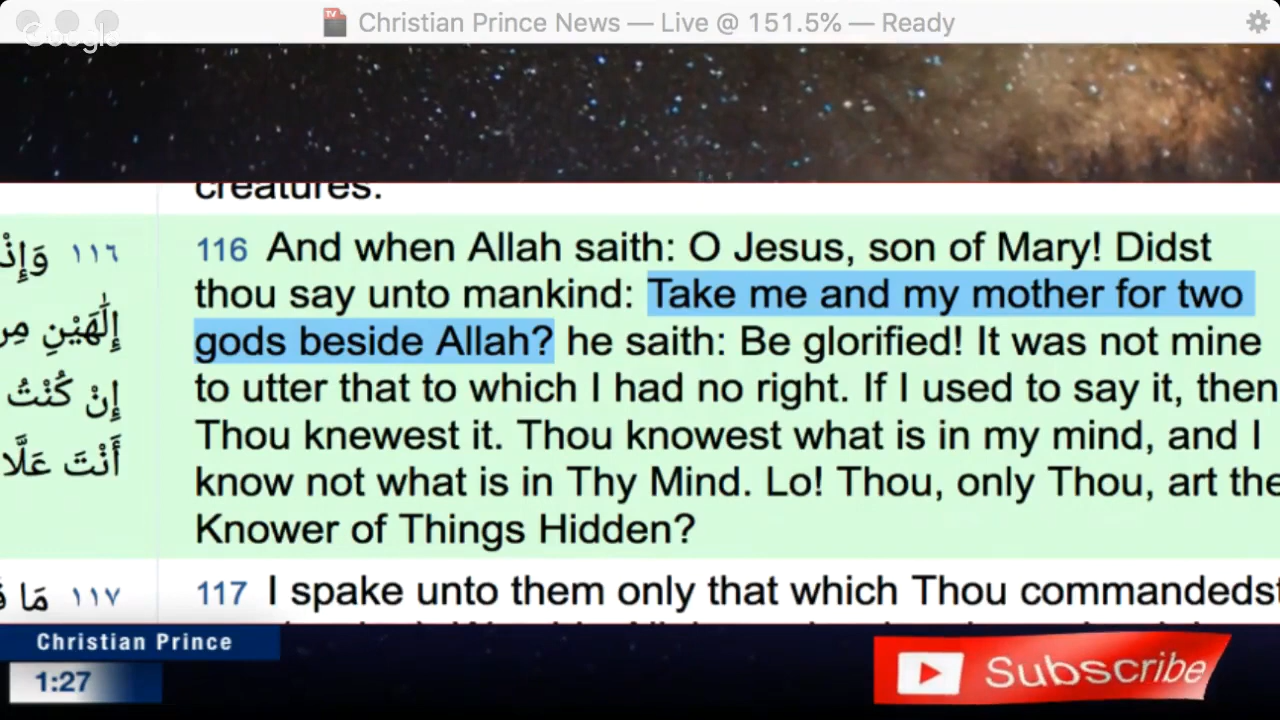 Christian Prince News — Live @ 151.5% — Ready
Google
creatures.
116 And when Allah saith: O Jesus, son of Mary! Didst
thou say unto mankind: Take me and my mother for two
gods beside Allah? he saith: Be glorified! It was not mine
to utter that to which I had no right. If I used to say it, then
Thou knewest it. Thou knowest what is in my mind, and I
know not what is in Thy Mind. Lo! Thou, only Thou, art the
Knower of Things Hidden?
١١٦ وَإِذْ
إِلَٰهَيْنِ مِن
إِنْ كُنْتُ
أَنْتَ عَلَّا
117 I spake unto them only that which Thou commandedst
١١٧ مَا
Christian Prince
1:27
Subscribe